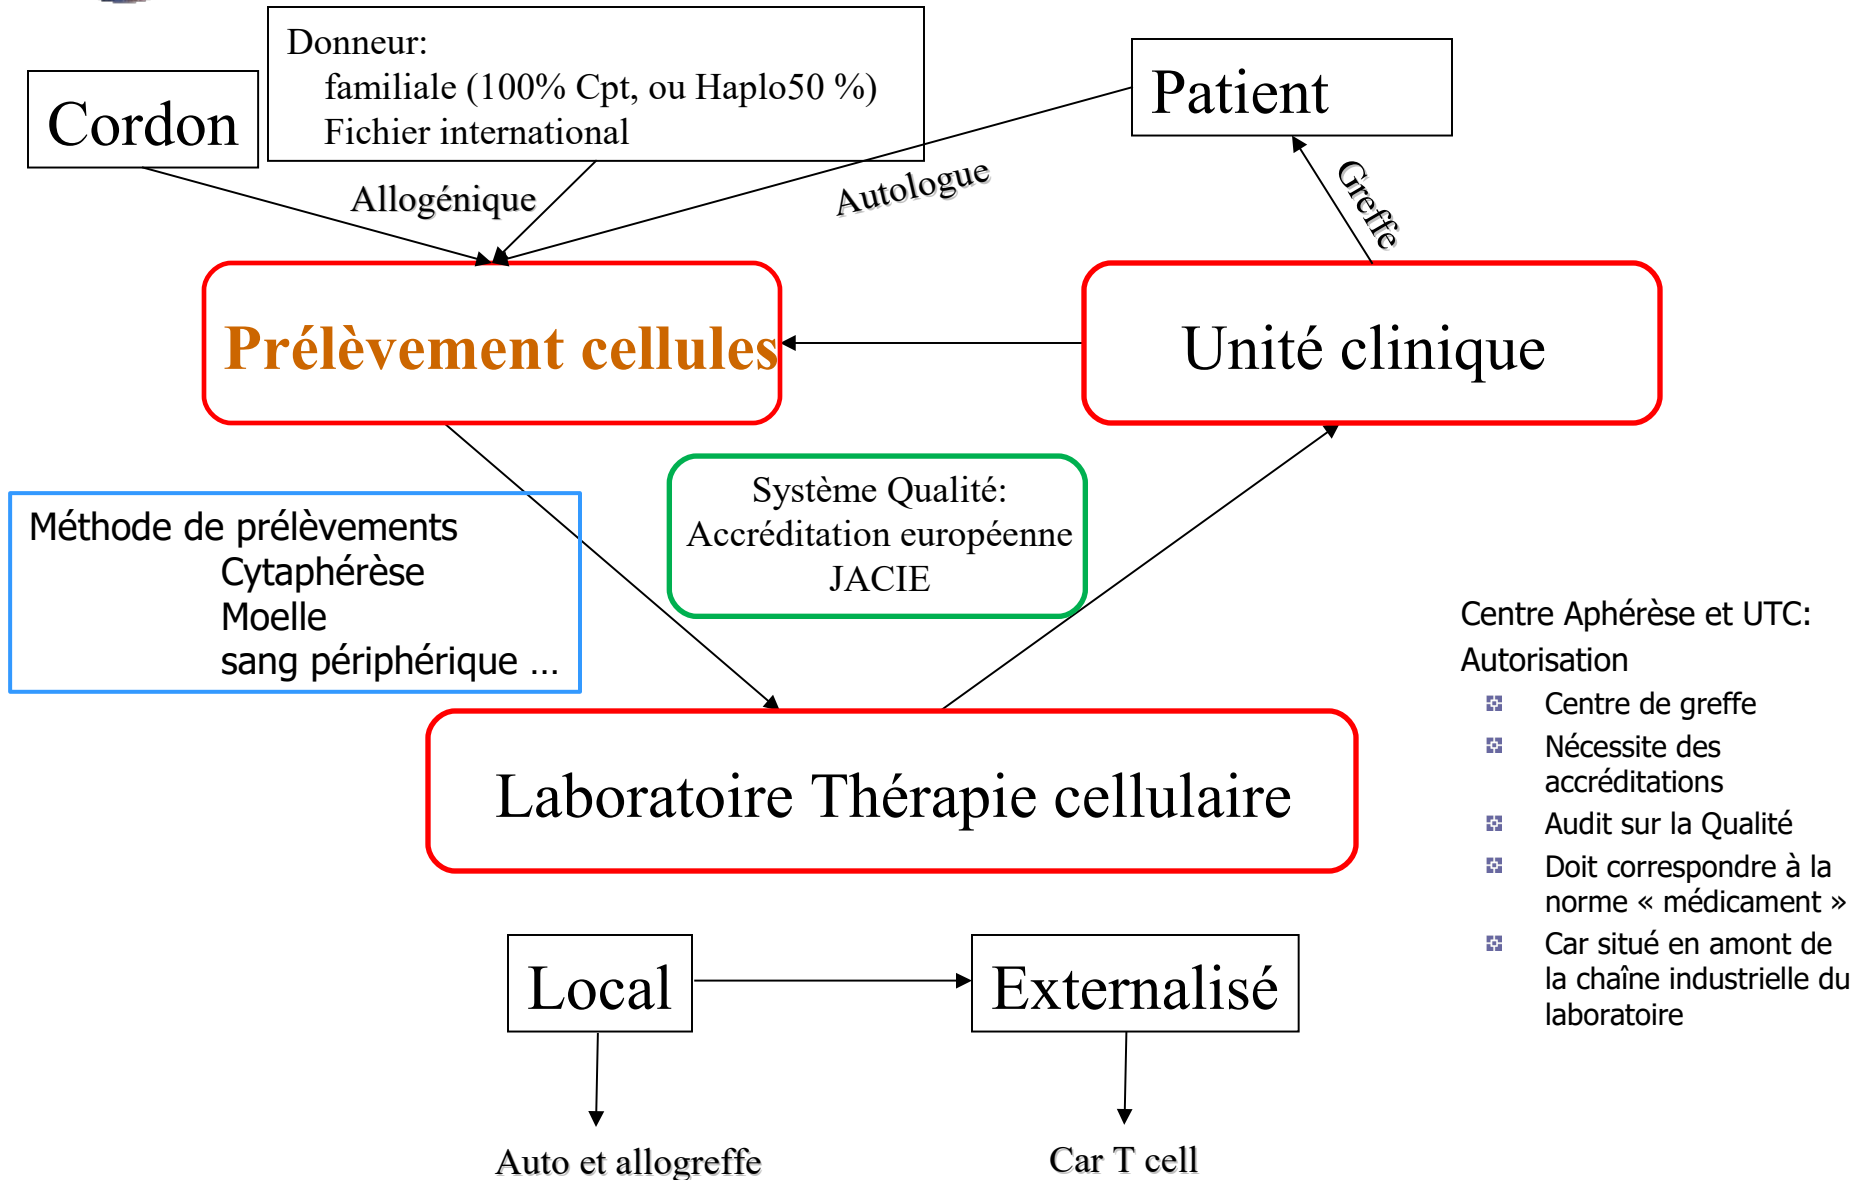 Donneur:
familiale (100% Cpt, ou Haplo50 %)
Fichier international
Cordon
Patient
Allogénique
Autologue
Greffe
Prélèvement cellules
Unité clinique
Système Qualité:
Accréditation européenne
JACIE
Méthode de prélèvements
Cytaphérèse
Moelle
sang périphérique ...
Laboratoire Thérapie cellulaire
Centre Aphérèse et UTC:
Autorisation
Centre de greffe
Nécessite des
accréditations
Audit sur la Qualité
Doit correspondre à la
norme « médicament »
Car situé en amont de
la chaîne industrielle du
laboratoire
Local
Externalisé
Auto et allogreffe
Car T cell